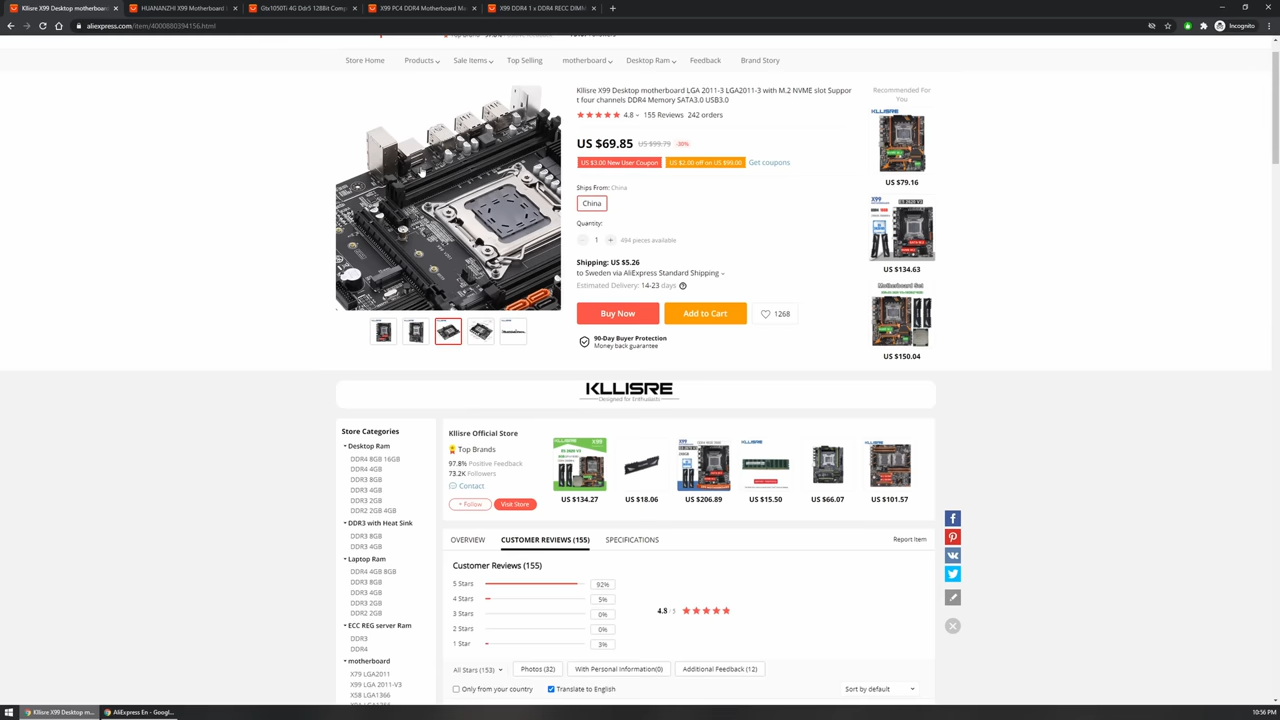 Kllisre X99 Desktop motherboard
HUANANZHI X99 Motherboard
Gtx1050Ti 4G Ddr5 128Bit Comp
X99 PC4 DDR4 Motherboard Ma
X99 DDR4 1 x DDR4 RECC DIMM
aliexpress.com/item/4000880394156.html
Incognito
Store Home
Products
Sale Items
Top Selling
motherboard
Desktop Ram
Feedback
Brand Story
Kllisre X99 Desktop motherboard LGA 2011-3 LGA2011-3 with M.2 NVME slot Suppor
t four channels DDR4 Memory SATA3.0 USB3.0
4.8 155 Reviews 242 orders
US $69.85 US $99.79 -30%
US $3.00 New User Coupon
US $2.00 off on US $99.00
Get coupons
Ships From: China
China
Quantity:
- 1 + 494 pieces available
Shipping: US $5.26
to Sweden via AliExpress Standard Shipping
Estimated Delivery: 14-23 days
Buy Now
Add to Cart
1268
90-Day Buyer Protection
Money back guarantee
Recommended For
You
US $79.16
US $134.63
Motherboard Set
US $150.04
KLLISRE
Designed for Enthusiasts
Store Categories
Desktop Ram
DDR4 8GB 16GB
DDR4 4GB
DDR3 8GB
DDR3 4GB
DDR3 2GB
DDR2 2GB 4GB
DDR3 with Heat Sink
DDR3 8GB
DDR3 4GB
Laptop Ram
DDR4 4GB 8GB
DDR3 8GB
DDR3 4GB
DDR3 2GB
DDR2 2GB
ECC REG server Ram
DDR3
DDR4
motherboard
X79 LGA2011
X99 LGA 2011-V3
X58 LGA1366
Kllisre Official Store
Top Brands
97.8% Positive Feedback
73.2K Followers
Contact
+ Follow
Visit Store
US $134.27
US $18.06
US $206.89
US $15.50
US $66.07
US $101.57
OVERVIEW
CUSTOMER REVIEWS (155)
SPECIFICATIONS
Report Item
Customer Reviews (155)
5 Stars 92%
4 Stars 5%
3 Stars 0%
2 Stars 0%
1 Star 3%
4.8 / 5
All Stars (153)
Photos (32)
With Personal Information(0)
Additional Feedback (12)
Only from your country
Translate to English
Sort by default
Kllisre X99 Desktop m...
AliExpress En - Googl...
10:56 PM